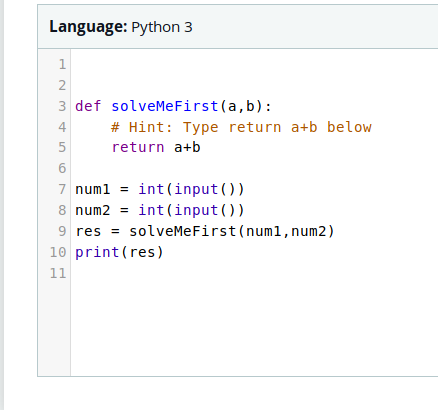 Language: Python 3
1
2
3 def solveMeFirst(a,b):
4     # Hint: Type return a+b below
5     return a+b
6
7 num1 = int(input())
8 num2 = int(input())
9 res = solveMeFirst(num1,num2)
10 print(res)
11